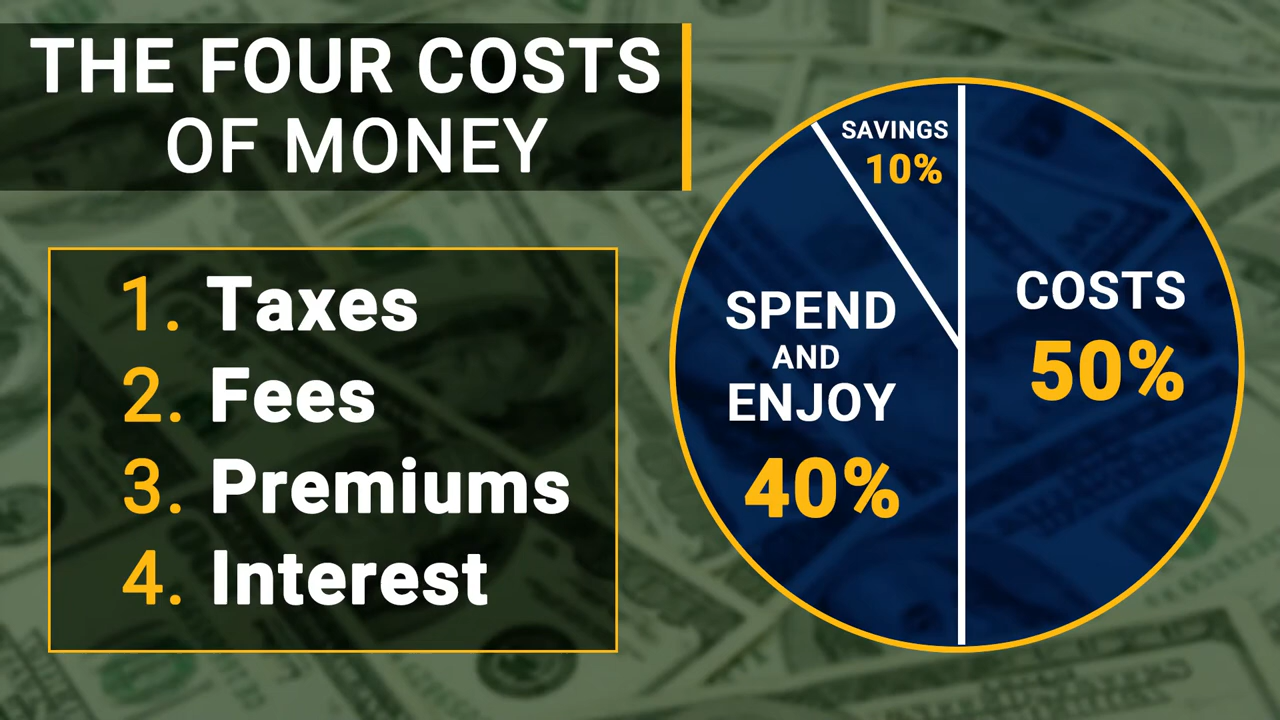 THE FOUR COSTS
OF MONEY
1. Taxes
2. Fees
3. Premiums
4. Interest
SAVINGS
10%
SPEND
AND
ENJOY
40%
COSTS
50%